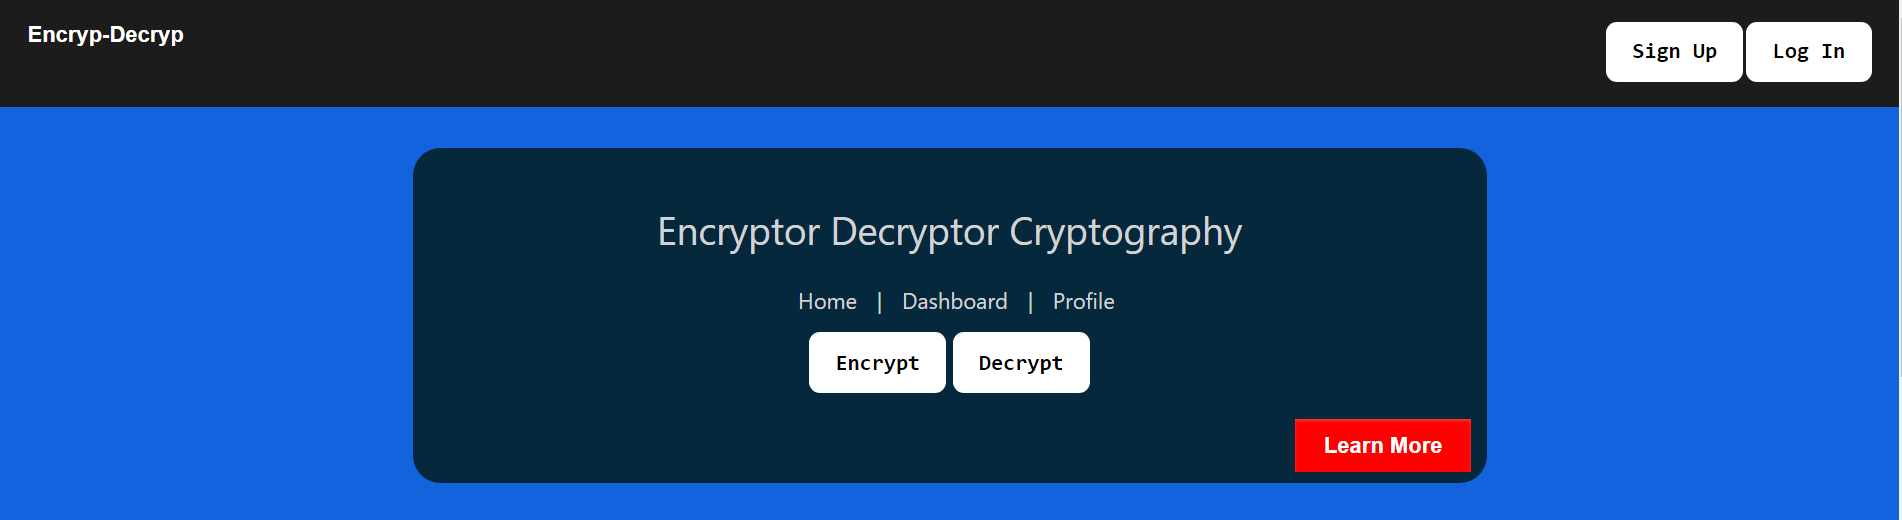 Encryp-Decryp
Sign Up Log In
Encryptor Decryptor Cryptography
Home | Dashboard | Profile
Encrypt Decrypt
Learn More